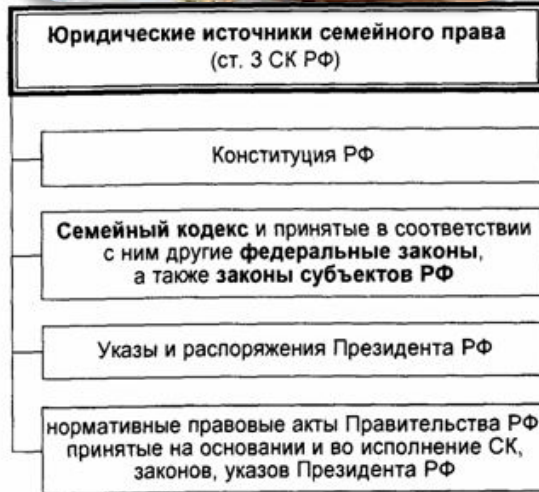 Юридические источники семейного права
(ст. 3 СК РФ)
Конституция РФ
Семейный кодекс и принятые в соответствии
с ним другие федеральные законы,
а также законы субъектов РФ
Указы и распоряжения Президента РФ
нормативные правовые акты Правительства РФ
принятые на основании и во исполнение СК,
законов, указов Президента РФ